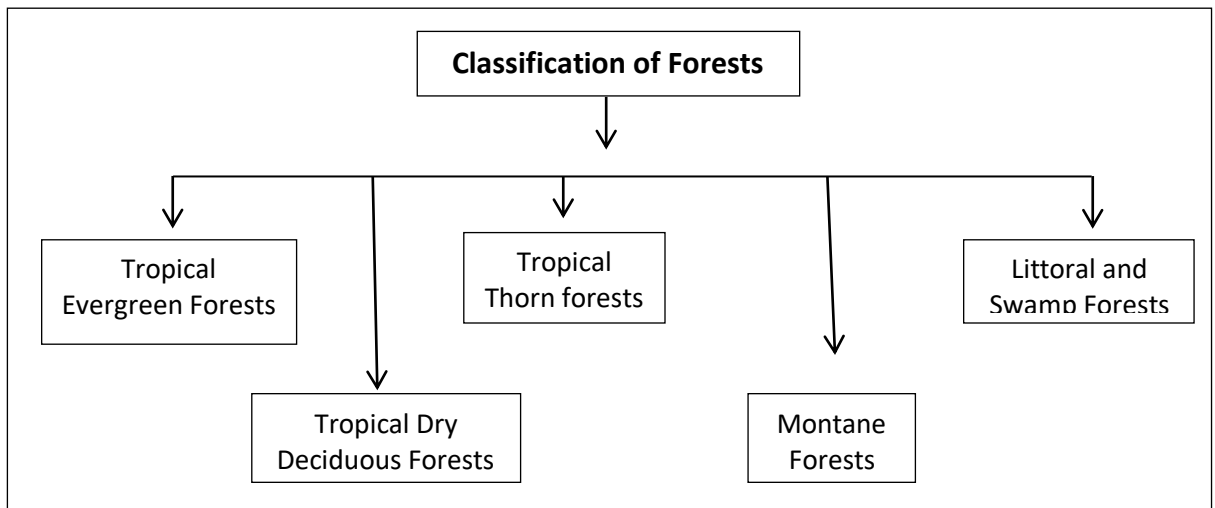 Classification of Forests
Tropical
Evergreen Forests
Tropical
Thorn forests
Littoral and
Swamp Forests
Tropical Dry
Deciduous Forests
Montane
Forests